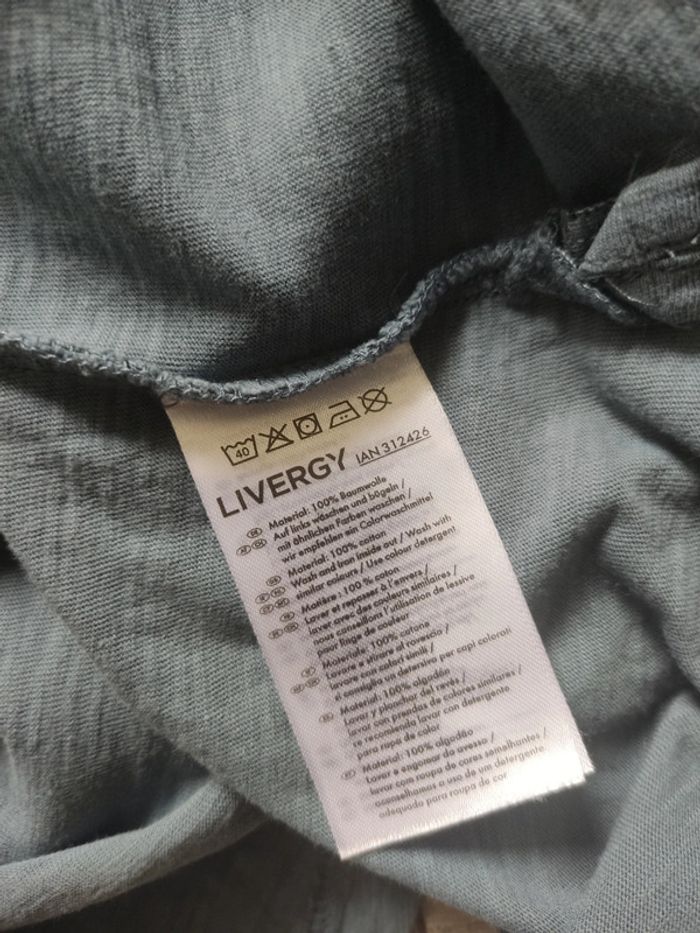 40
LIVERGY IAN 312426
Material: 100% Baumwolle
Auf links waschen und bügeln /
mit ähnlichen Farben waschen /
wir empfehlen ein Colorwaschmittel
Material: 100% cotton
Wash and iron inside out / Wash with
similar colours / Use colour detergent
Matière : 100 % coton
Laver et repasser à l'envers /
laver avec des couleurs similaires /
nous conseillons l'utilisation de lessive
pour linge de couleur
Materiale: 100% cotone
Lavare e stirare al rovescio /
lavare con colori simili /
si consiglia un detersivo per capi colorati
Material: 100% algodón
Lavar y planchar del revés /
lavar con prendas de colores similares /
se recomienda lavar con detergente
para ropa de color
Material: 100% algodão
Lavar e engomar do avesso /
lavar com roupa de cores semelhantes /
aconselhamos o uso de um detergente
adequado para roupa de cor